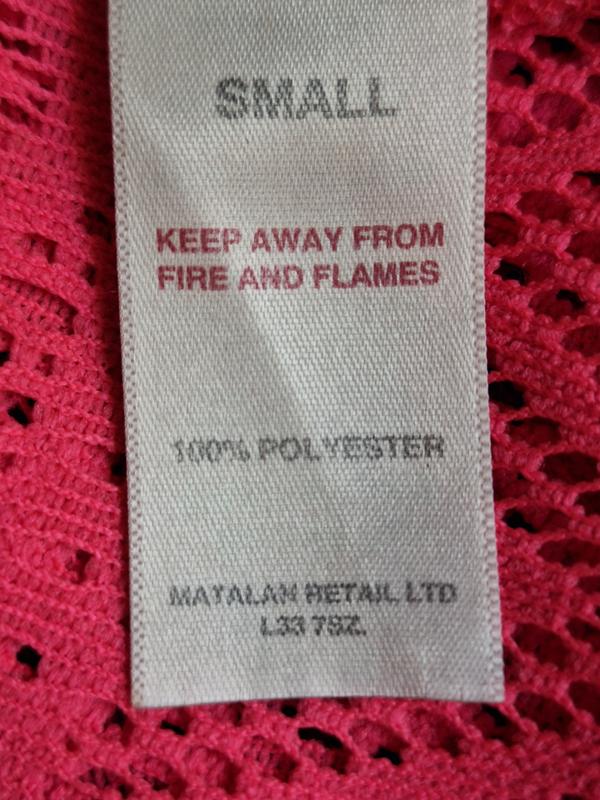 SMALL
KEEP AWAY FROM
FIRE AND FLAMES
100% POLYESTER
MATALAN RETAIL LTD
L33 7SZ.